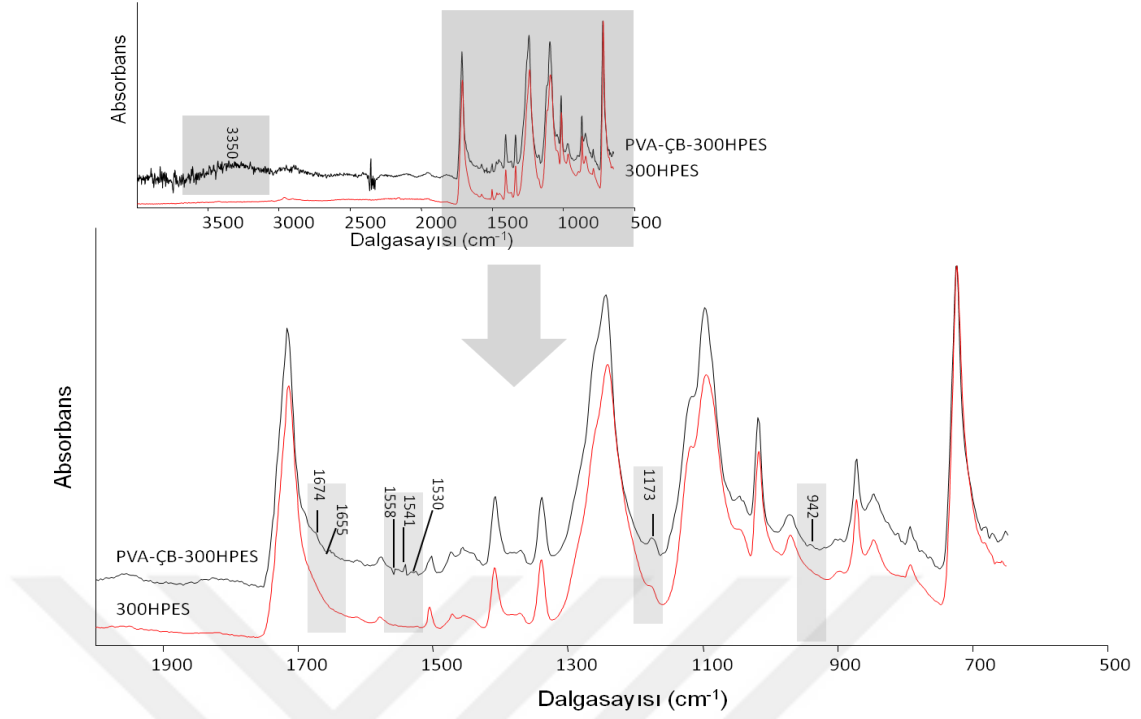 Absorbans
3350
PVA-ÇB-300HPES
300HPES
3500 3000 2500 2000 1500 1000 500
Dalgasayısı (cm⁻¹)
Absorbans
1674
1655
1558
1541
1530
1173
942
PVA-ÇB-300HPES
300HPES
1900 1700 1500 1300 1100 900 700 500
Dalgasayısı (cm⁻¹)